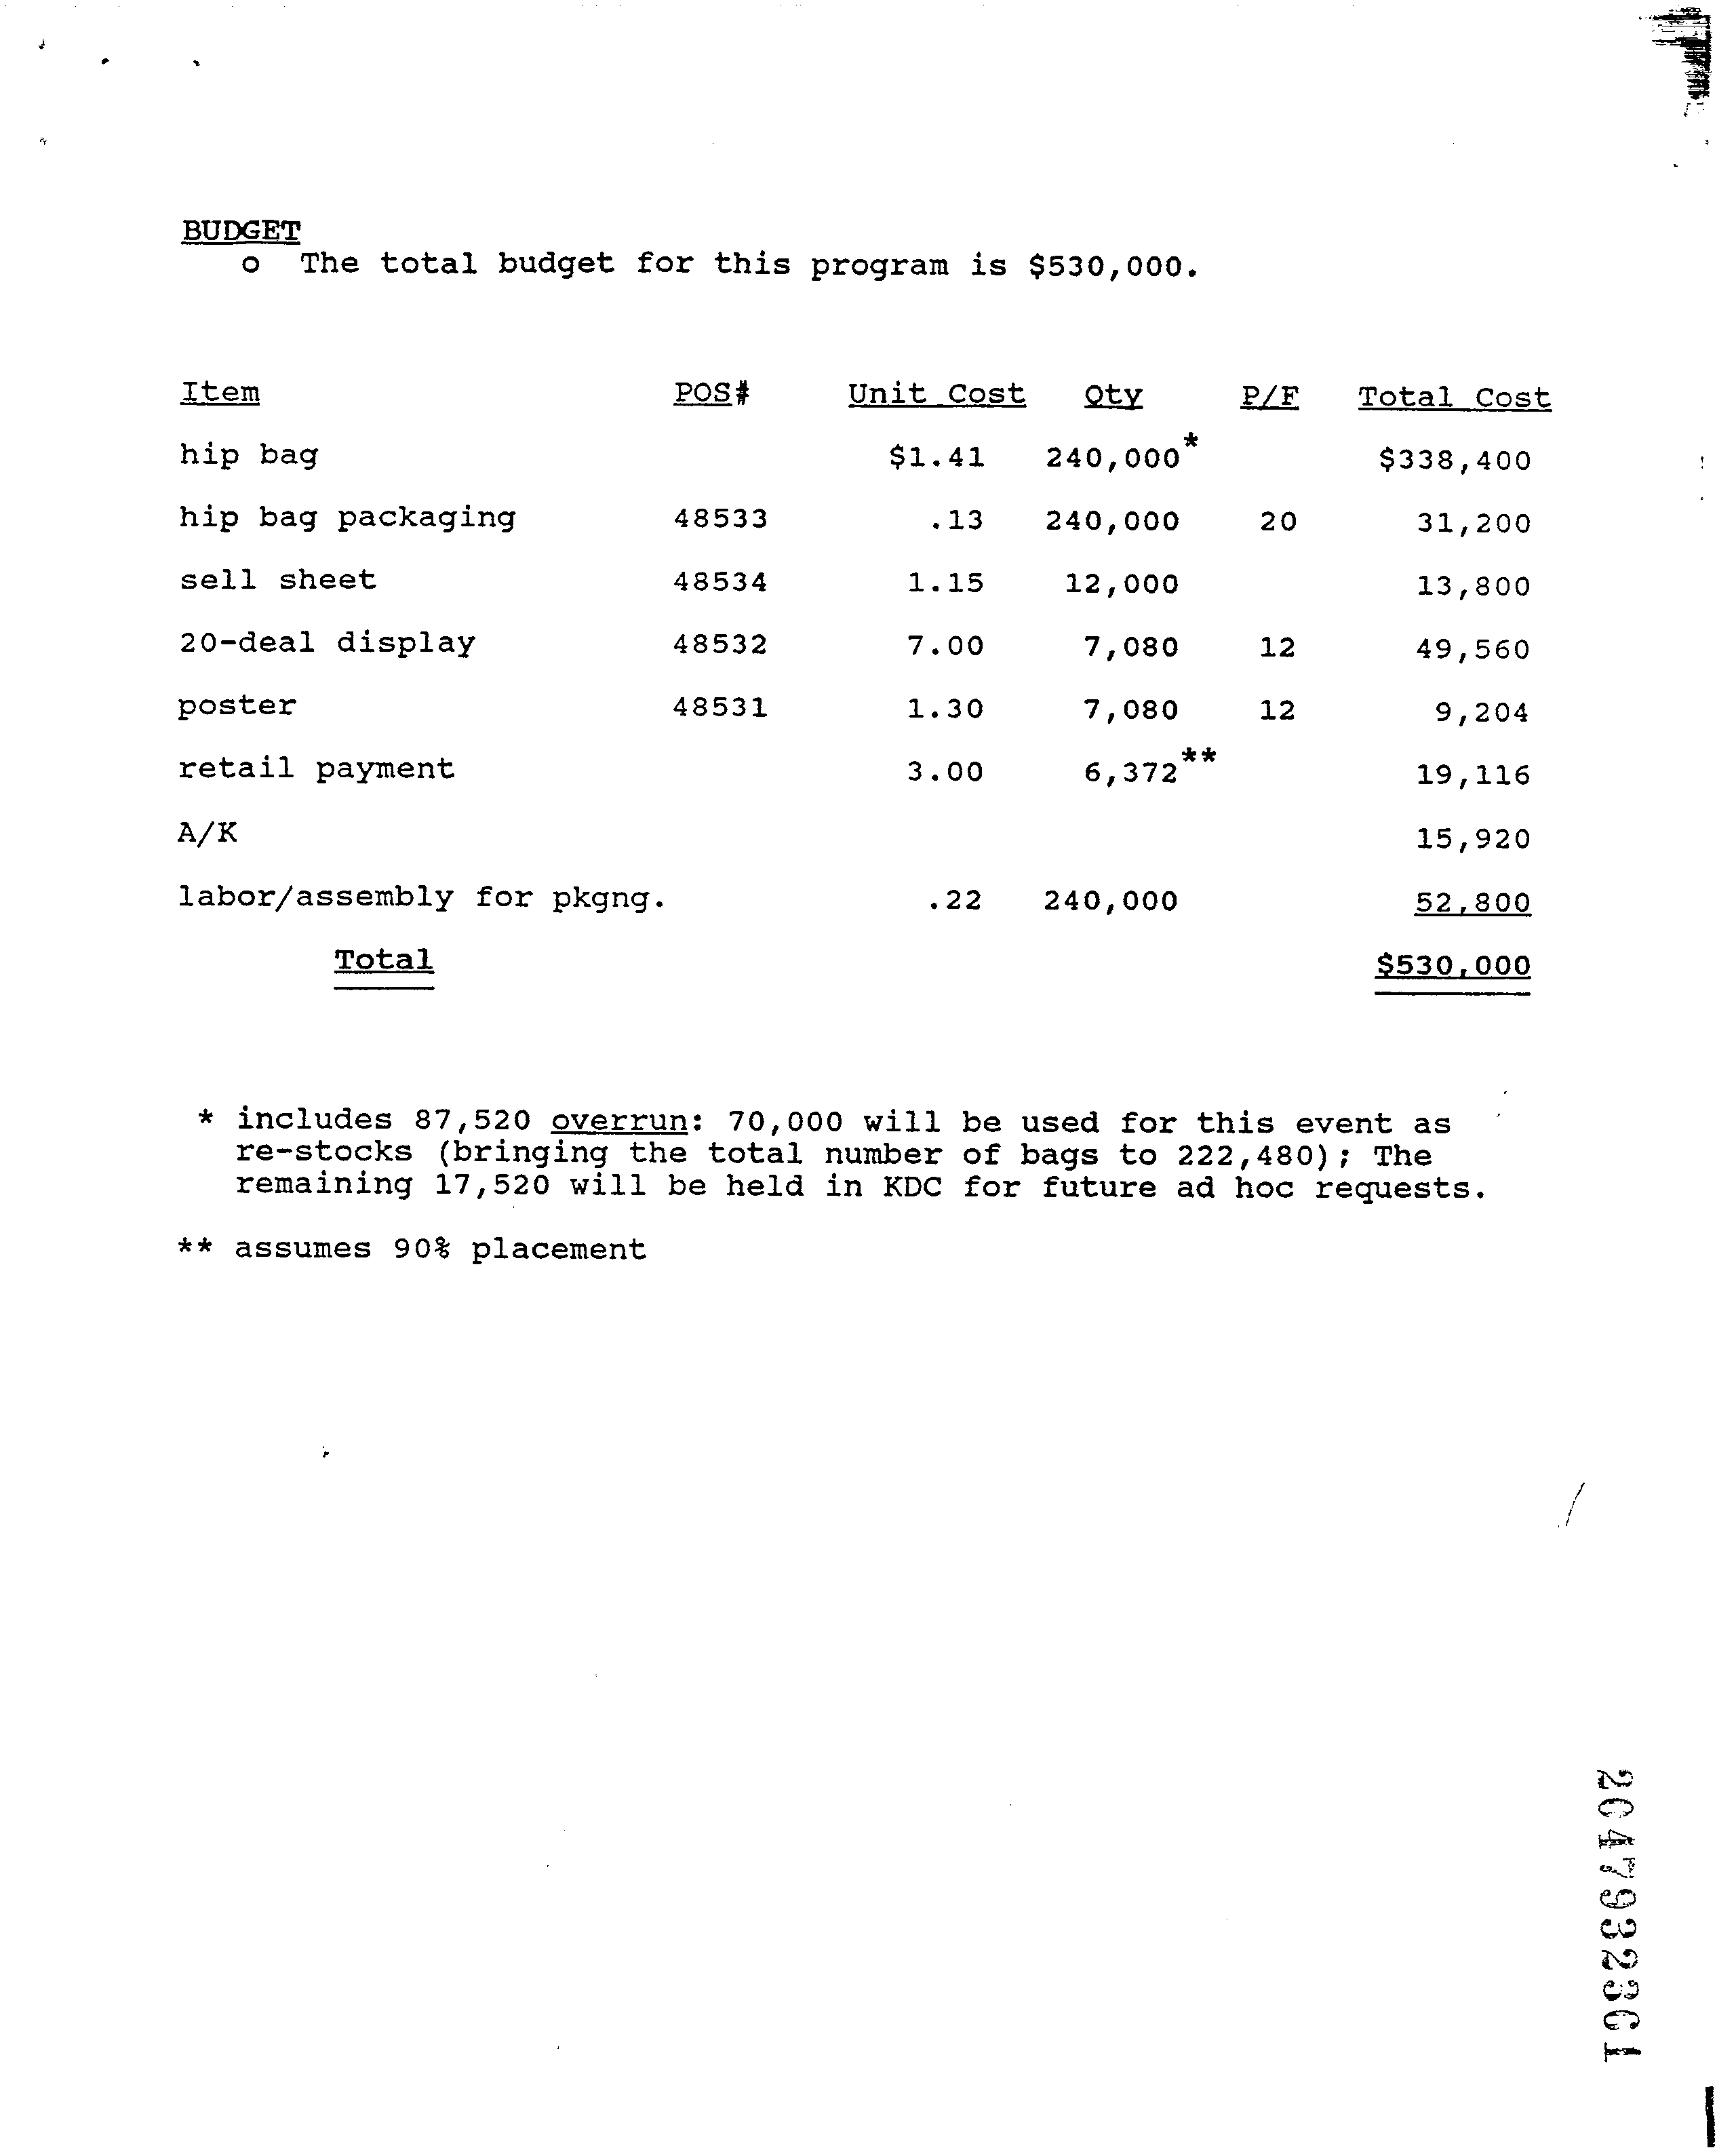 BUDGET
o The total budget for this program is $530,000.
Item POS# Unit Cost Qty P/F Total Cost
hip bag $1.41 240,000* $338,400
hip bag packaging 48533 .13 240,000 20 31,200
sell sheet 48534 1.15 12,000 13,800
20-deal display 48532 7.00 7,080 12 49,560
poster 48531 1.30 7,080 12 9,204
retail payment 3.00 6,372** 19,116
A/K 15,920
labor/assembly for pkgng. .22 240,000 52,800
Total $530,000
* includes 87,520 overrun: 70,000 will be used for this event as
re-stocks (bringing the total number of bags to 222,480); The
remaining 17,520 will be held in KDC for future ad hoc requests.
** assumes 90% placement
2047932301